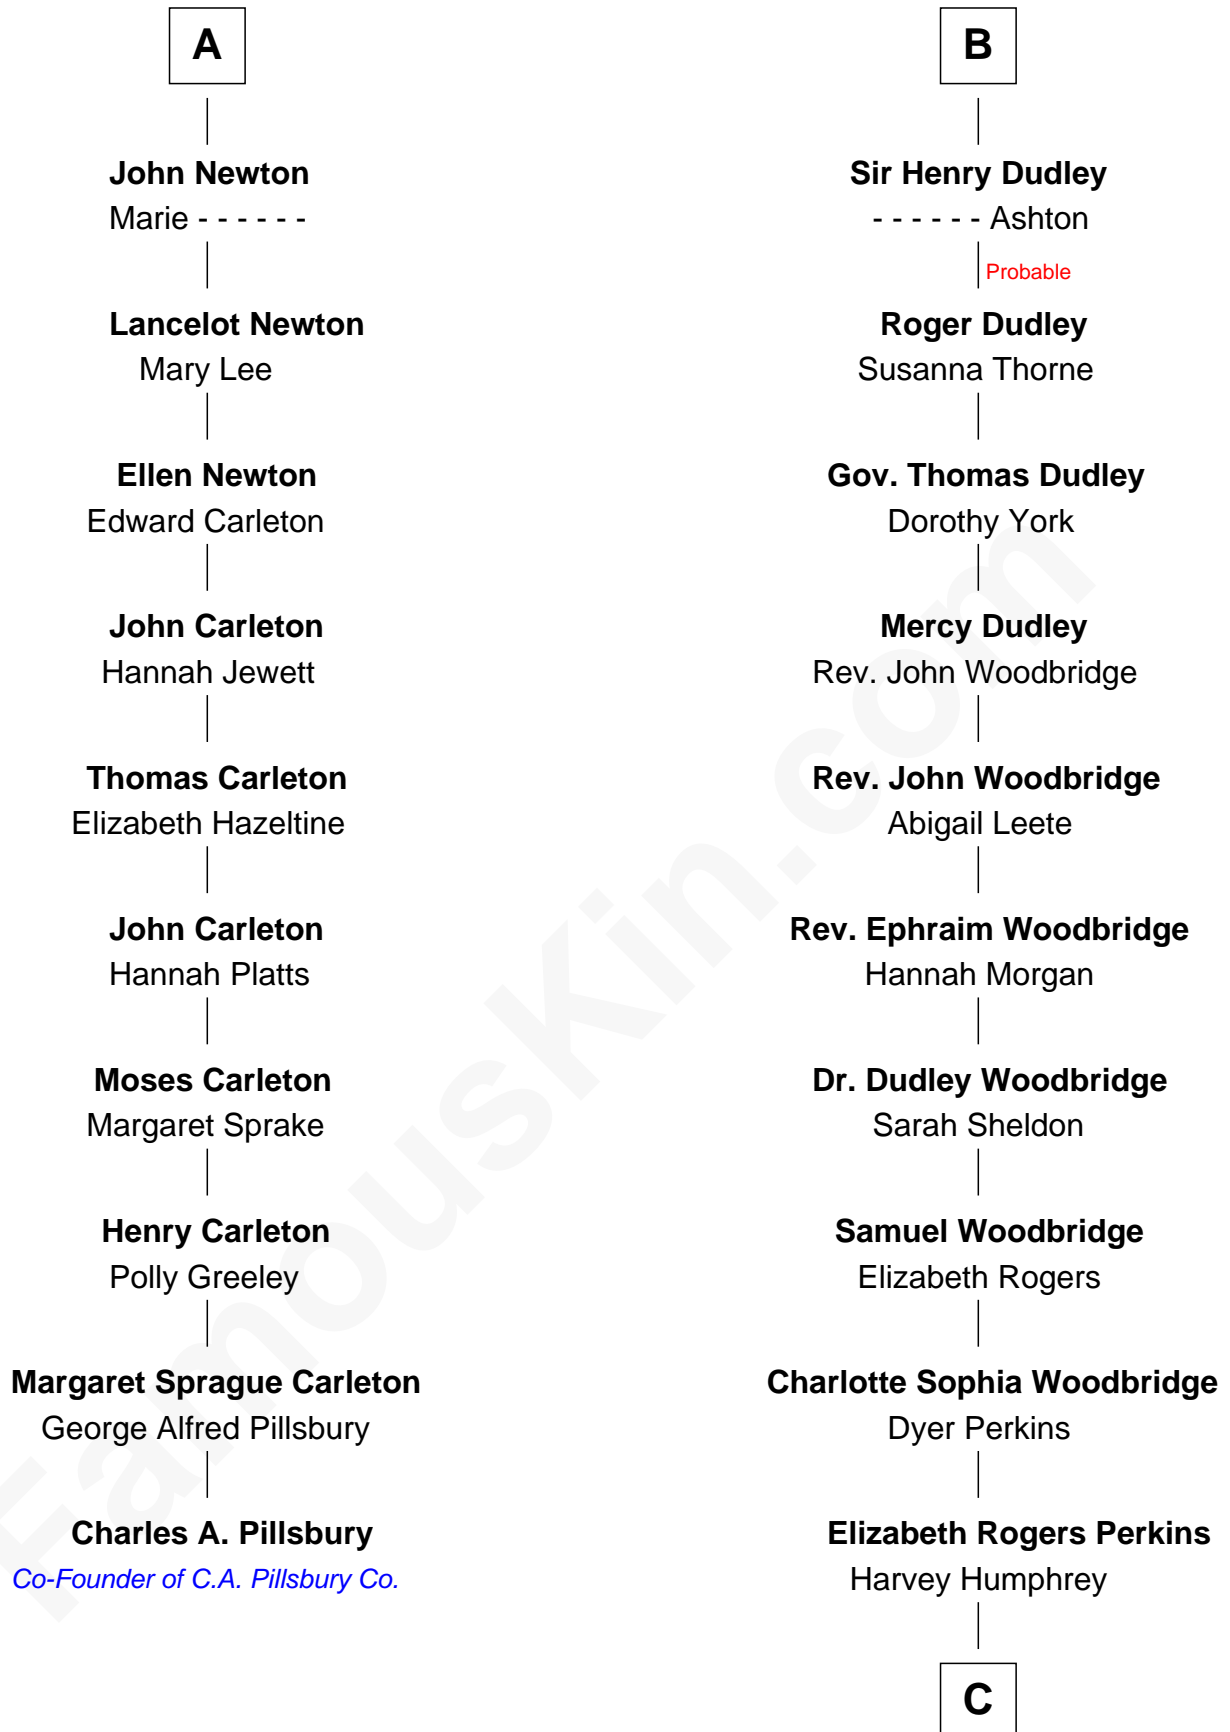 A
John Newton
Marie - - - - - -
Lancelot Newton
Mary Lee
Ellen Newton
Edward Carleton
John Carleton
Hannah Jewett
Thomas Carleton
Elizabeth Hazeltine
John Carleton
Hannah Platts
Moses Carleton
Margaret Sprake
Henry Carleton
Polly Greeley
Margaret Sprague Carleton
George Alfred Pillsbury
Charles A. Pillsbury
Co-Founder of C.A. Pillsbury Co.
B
Sir Henry Dudley
- - - - - - Ashton
Probable
Roger Dudley
Susanna Thorne
Gov. Thomas Dudley
Dorothy York
Mercy Dudley
Rev. John Woodbridge
Rev. John Woodbridge
Abigail Leete
Rev. Ephraim Woodbridge
Hannah Morgan
Dr. Dudley Woodbridge
Sarah Sheldon
Samuel Woodbridge
Elizabeth Rogers
Charlotte Sophia Woodbridge
Dyer Perkins
Elizabeth Rogers Perkins
Harvey Humphrey
C
FamousKin.com